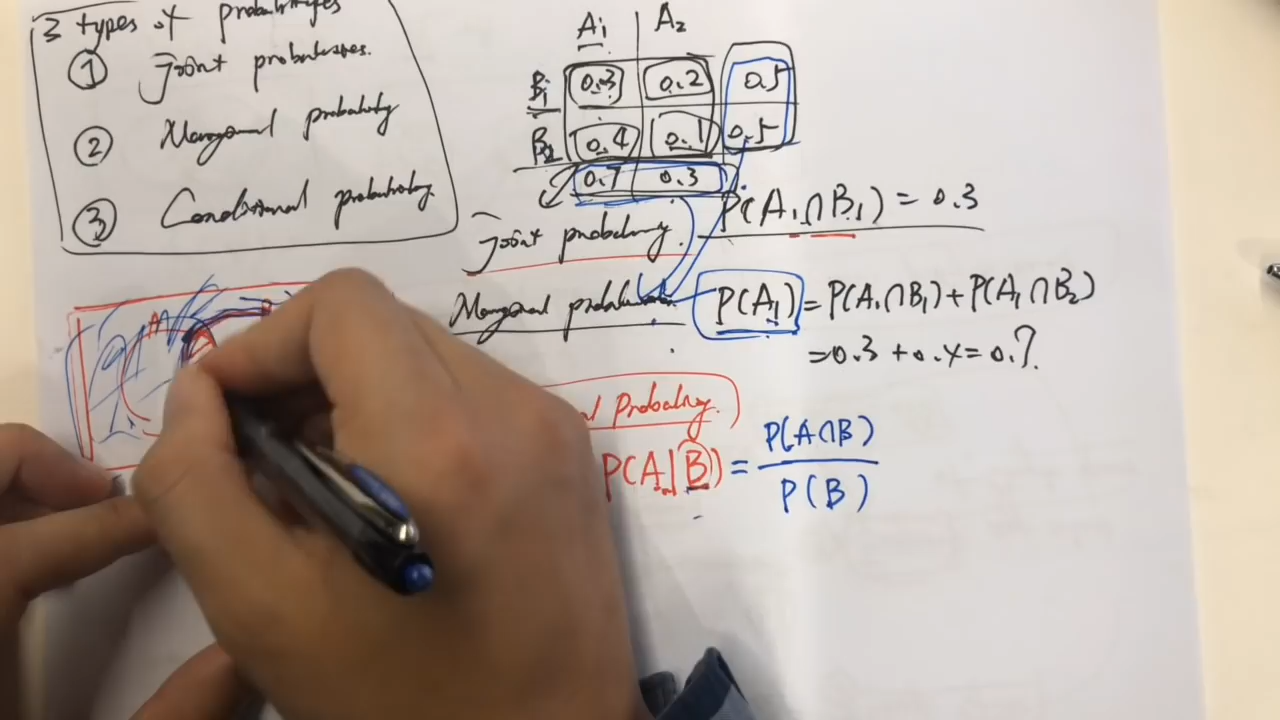 3 types of probabilities
① Joint probabilities.
② Marginal probability
③ Conditional probability
A1 A2
B1 0.3 0.2 0.5
B2 0.4 0.1 0.5
0.7 0.3
Joint probability. P(A1∩B1) = 0.3
Marginal P(A1) = P(A1∩B1) + P(A1∩B2)
= 0.3 + 0.4 = 0.7
Probability.
P(A|B) = P(A∩B)
P(B)